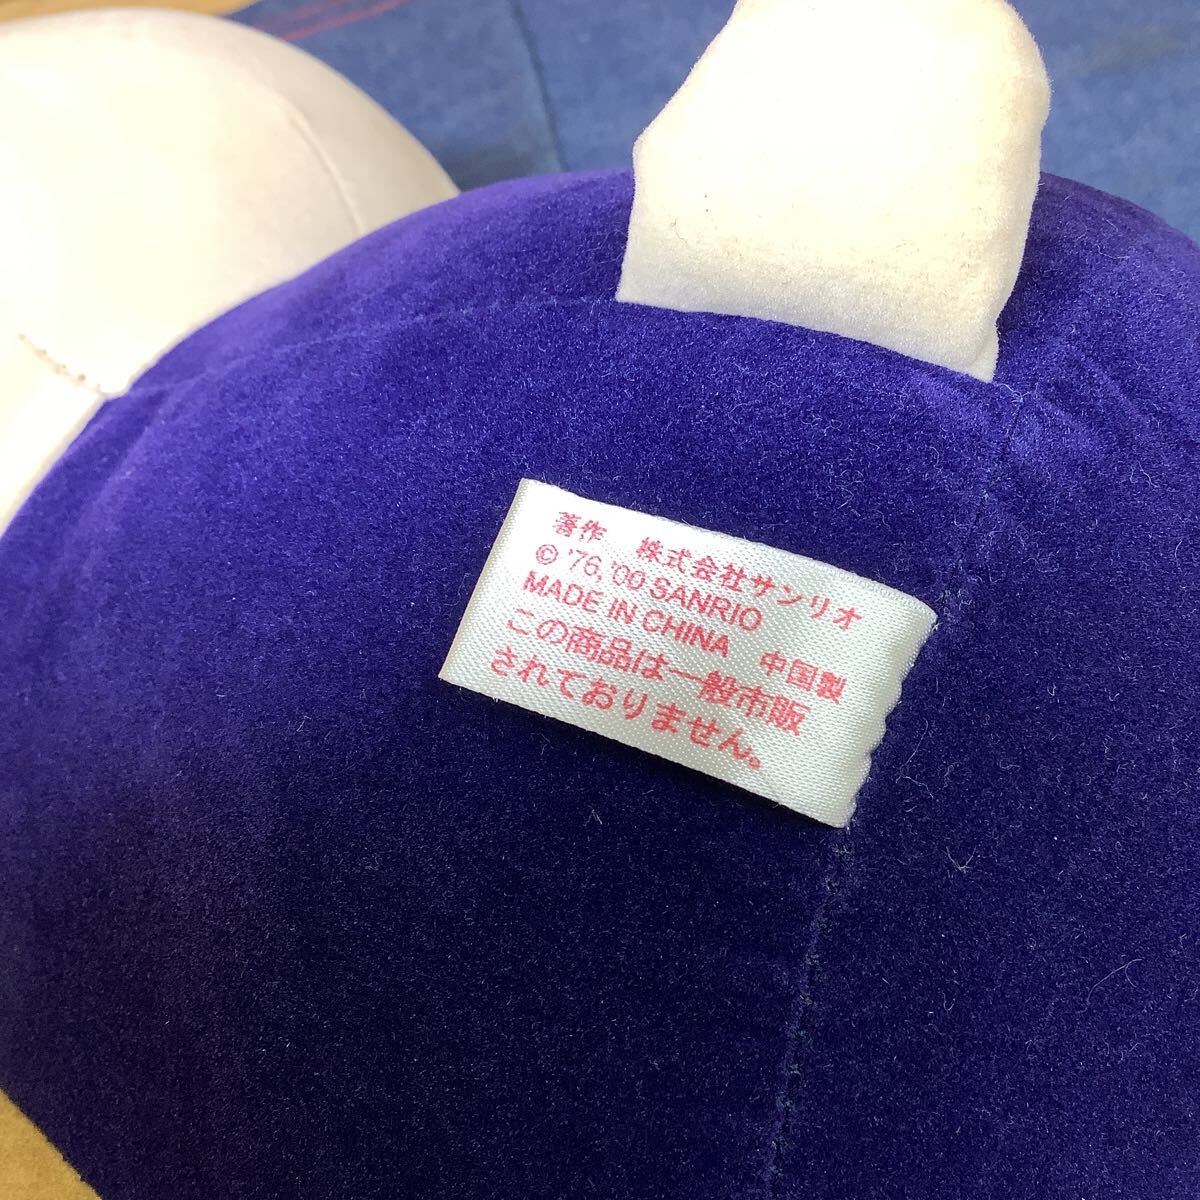 著作 株式会社サンリオ
© '76, '00 SANRIO
MADE IN CHINA 中国製
この商品は一般市販
されておりません。